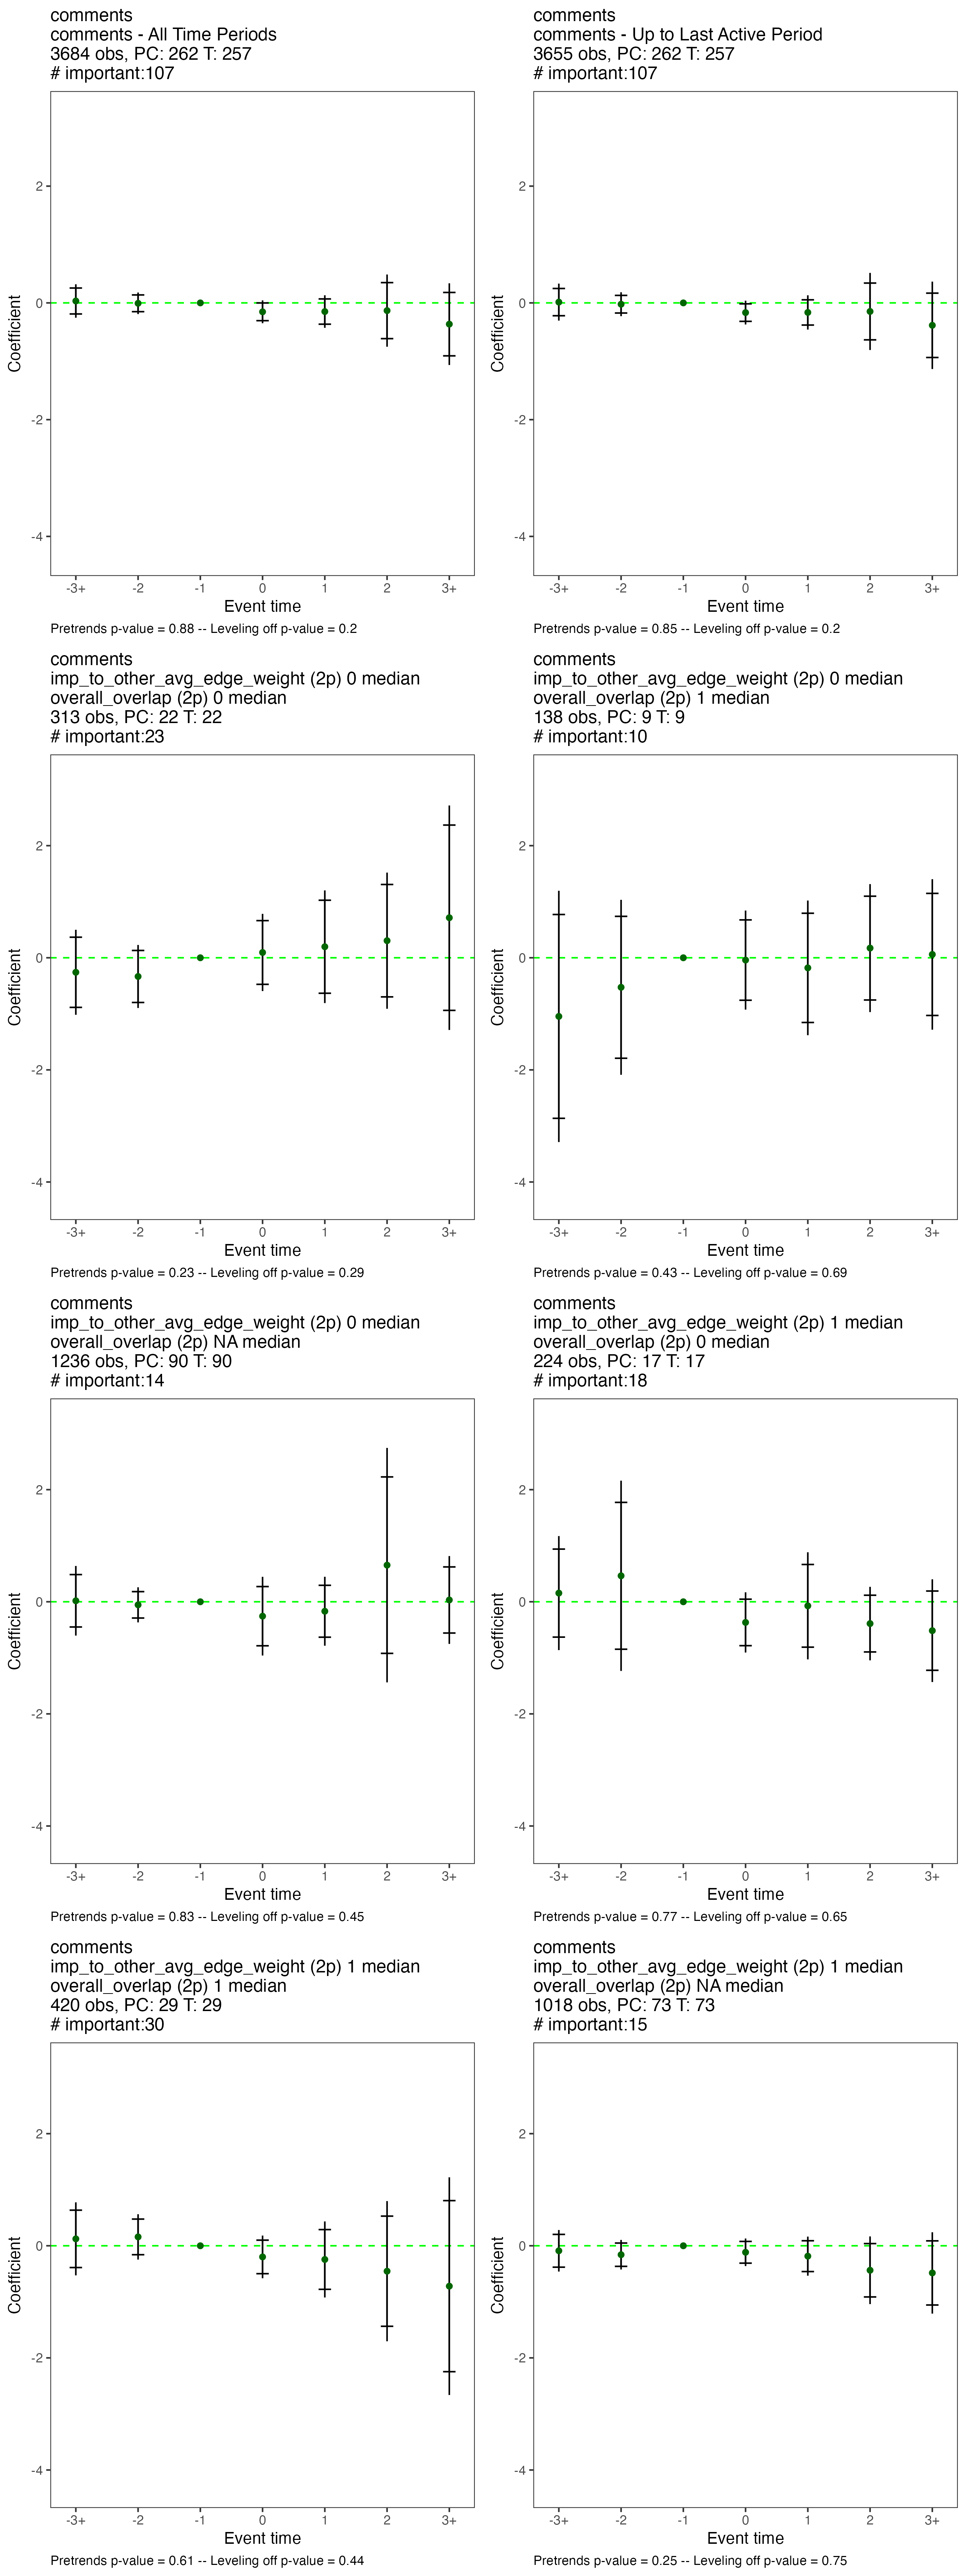 comments
comments - All Time Periods
3684 obs, PC: 262 T: 257
# important:107
2
0
-2
-4
Coefficient
-3+ -2 -1 0 1 2 3+
Event time
Pretrends p-value = 0.88 -- Leveling off p-value = 0.2
comments
comments - Up to Last Active Period
3655 obs, PC: 262 T: 257
# important:107
2
0
-2
-4
Coefficient
-3+ -2 -1 0 1 2 3+
Event time
Pretrends p-value = 0.85 -- Leveling off p-value = 0.2
comments
imp_to_other_avg_edge_weight (2p) 0 median
overall_overlap (2p) 0 median
313 obs, PC: 22 T: 22
# important:23
2
0
-2
-4
Coefficient
-3+ -2 -1 0 1 2 3+
Event time
Pretrends p-value = 0.23 -- Leveling off p-value = 0.29
comments
imp_to_other_avg_edge_weight (2p) 0 median
overall_overlap (2p) 1 median
138 obs, PC: 9 T: 9
# important:10
2
0
-2
-4
Coefficient
-3+ -2 -1 0 1 2 3+
Event time
Pretrends p-value = 0.43 -- Leveling off p-value = 0.69
comments
imp_to_other_avg_edge_weight (2p) 0 median
overall_overlap (2p) NA median
1236 obs, PC: 90 T: 90
# important:14
2
0
-2
-4
Coefficient
-3+ -2 -1 0 1 2 3+
Event time
Pretrends p-value = 0.83 -- Leveling off p-value = 0.45
comments
imp_to_other_avg_edge_weight (2p) 1 median
overall_overlap (2p) 0 median
224 obs, PC: 17 T: 17
# important:18
2
0
-2
-4
Coefficient
-3+ -2 -1 0 1 2 3+
Event time
Pretrends p-value = 0.77 -- Leveling off p-value = 0.65
comments
imp_to_other_avg_edge_weight (2p) 1 median
overall_overlap (2p) 1 median
420 obs, PC: 29 T: 29
# important:30
2
0
-2
-4
Coefficient
-3+ -2 -1 0 1 2 3+
Event time
Pretrends p-value = 0.61 -- Leveling off p-value = 0.44
comments
imp_to_other_avg_edge_weight (2p) 1 median
overall_overlap (2p) NA median
1018 obs, PC: 73 T: 73
# important:15
2
0
-2
-4
Coefficient
-3+ -2 -1 0 1 2 3+
Event time
Pretrends p-value = 0.25 -- Leveling off p-value = 0.75